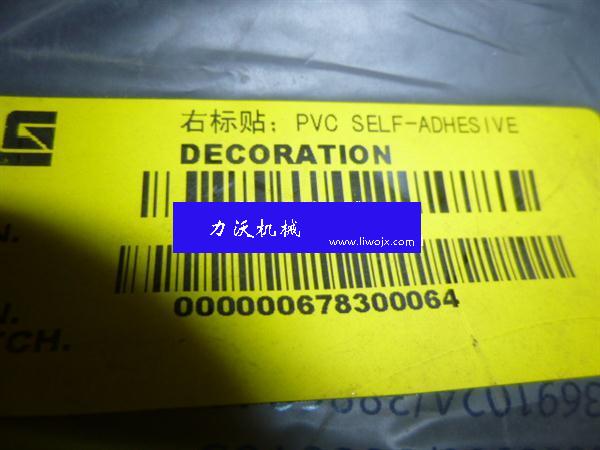 右标贴: PVC SELF-ADHESIVE
DECORATION
力沃机械
www.liwojx.com
N.
000000678300064
N.
TCH.